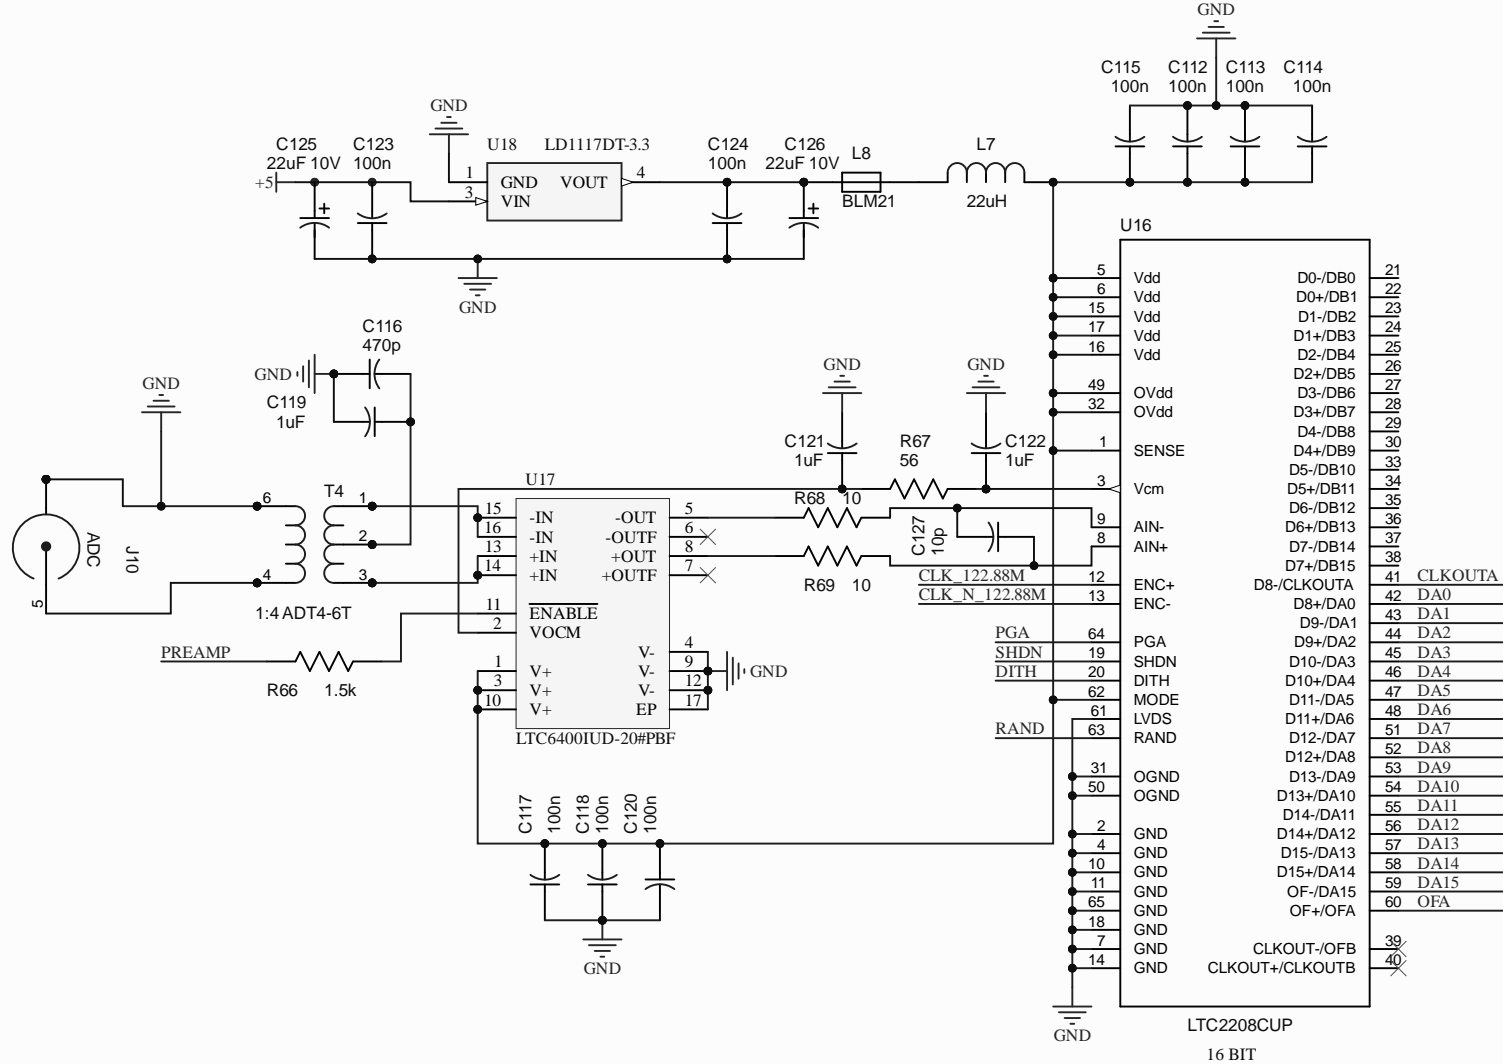 GND
C115 C112 C113 C114
100n 100n 100n 100n
GND
C125 C123 U18 LD1117DT-3.3 C124 C126 L8 L7
22uF 10V 100n 100n 22uF 10V
+5 1 GND VOUT 4
3 VIN BLM21 22uH
+ +
GND
U16
5 Vdd D0-/DB0 21
6 Vdd D0+/DB1 22
15 Vdd D1-/DB2 23
17 Vdd D1+/DB3 24
16 Vdd D2-/DB4 25
D2+/DB5 26
49 OVdd D3-/DB6 27
32 OVdd D3+/DB7 28
D4-/DB8 29
1 SENSE D4+/DB9 30
D5-/DB10 33
3 Vcm D5+/DB11 34
D6-/DB12 35
9 AIN- D6+/DB13 36
8 AIN+ D7-/DB14 37
D7+/DB15 38
CLK_122.88M 12 ENC+ D8-/CLKOUTA 41 CLKOUTA
CLK_N_122.88M 13 ENC- D8+/DA0 42 DA0
D9-/DA1 43 DA1
PGA 64 PGA D9+/DA2 44 DA2
SHDN 19 SHDN D10-/DA3 45 DA3
DITH 20 DITH D10+/DA4 46 DA4
62 MODE D11-/DA5 47 DA5
61 LVDS D11+/DA6 48 DA6
RAND 63 RAND D12-/DA7 51 DA7
D12+/DA8 52 DA8
31 OGND D13-/DA9 53 DA9
50 OGND D13+/DA10 54 DA10
D14-/DA11 55 DA11
2 GND D14+/DA12 56 DA12
4 GND D15-/DA13 57 DA13
10 GND D15+/DA14 58 DA14
11 GND OF-/DA15 59 DA15
65 GND OF+/OFA 60 OFA
18 GND
7 GND CLKOUT-/OFB 39
14 GND CLKOUT+/CLKOUTB 40
GND
LTC2208CUP
16 BIT
C116
470p
GND
C119
1uF
GND
GND GND
C121 R67 C122
1uF 56 1uF
R68 10
C127
10p
R69 10
ADC
J10
5
6 T4 1
2
4 3
1:4 ADT4-6T
PREAMP
R66 1.5k
U17
15 -IN -OUT 5
16 -IN -OUTF 6
13 +IN +OUT 8
14 +IN +OUTF 7
11 ENABLE
2 VOCM
V- 4
1 V+ V- 9 GND
3 V+ V- 12
10 V+ EP 17
LTC6400IUD-20#PBF
C117 C118 C120
100n 100n 100n
GND